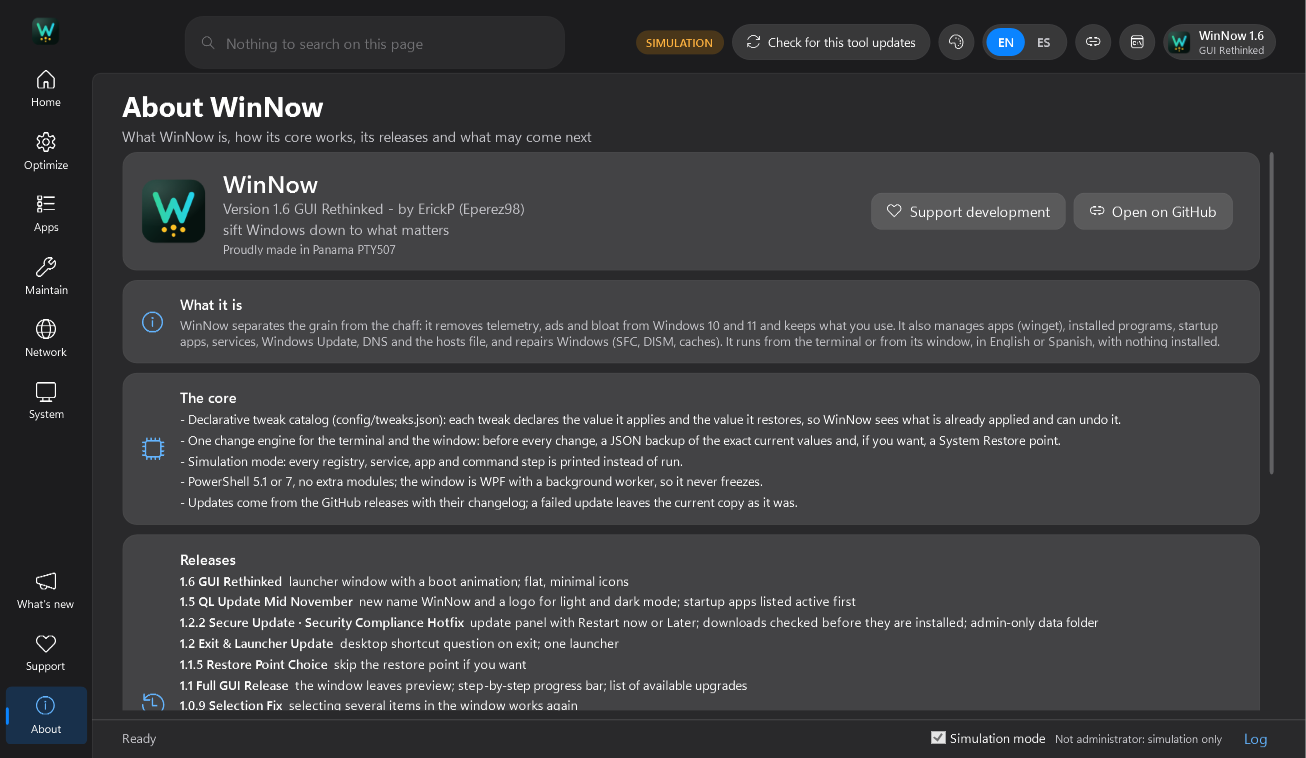 Nothing to search on this page
SIMULATION
Check for this tool updates
EN
ES
WinNow 1.6
GUI Rethinked
Home
Optimize
Apps
Maintain
Network
System
What's new
Support
About
About WinNow
What WinNow is, how its core works, its releases and what may come next
WinNow
Version 1.6 GUI Rethinked - by ErickP (Eperez98)
sift Windows down to what matters
Proudly made in Panama PTY507
Support development
Open on GitHub
What it is
WinNow separates the grain from the chaff: it removes telemetry, ads and bloat from Windows 10 and 11 and keeps what you use. It also manages apps (winget), installed programs, startup
apps, services, Windows Update, DNS and the hosts file, and repairs Windows (SFC, DISM, caches). It runs from the terminal or from its window, in English or Spanish, with nothing installed.
The core
- Declarative tweak catalog (config/tweaks.json): each tweak declares the value it applies and the value it restores, so WinNow sees what is already applied and can undo it.
- One change engine for the terminal and the window: before every change, a JSON backup of the exact current values and, if you want, a System Restore point.
- Simulation mode: every registry, service, app and command step is printed instead of run.
- PowerShell 5.1 or 7, no extra modules; the window is WPF with a background worker, so it never freezes.
- Updates come from the GitHub releases with their changelog; a failed update leaves the current copy as it was.
Releases
1.6 GUI Rethinked launcher window with a boot animation; flat, minimal icons
1.5 QL Update Mid November new name WinNow and a logo for light and dark mode; startup apps listed active first
1.2.2 Secure Update · Security Compliance Hotfix update panel with Restart now or Later; downloads checked before they are installed; admin-only data folder
1.2 Exit & Launcher Update desktop shortcut question on exit; one launcher
1.1.5 Restore Point Choice skip the restore point if you want
1.1 Full GUI Release the window leaves preview; step-by-step progress bar; list of available upgrades
1.0.9 Selection Fix selecting several items in the window works again
Ready
Simulation mode
Not administrator: simulation only
Log